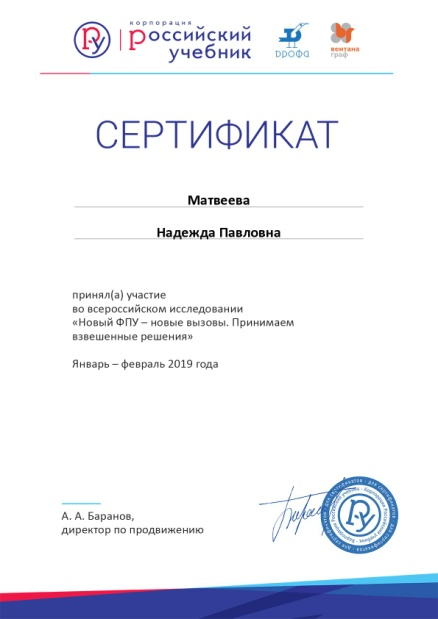 корпорация
Российский
учебник
дрофа
вентана
граф
СЕРТИФИКАТ
Матвеева
Надежда Павловна
принял(а) участие
во всероссийском исследовании
«Новый ФПУ – новые вызовы. Принимаем
взвешенные решения»
Январь – февраль 2019 года
А. А. Баранов,
директор по продвижению